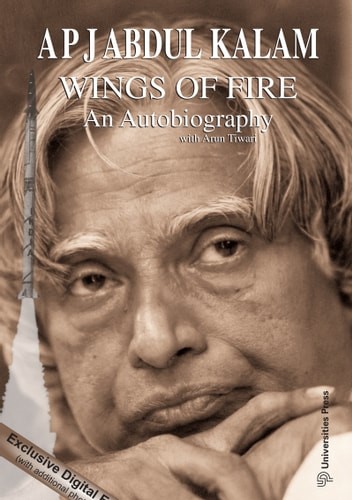 A P J ABDUL KALAM
WINGS OF FIRE
An Autobiography
with Arun Tiwari
Exclusive Digital
(with additional
Universities Press